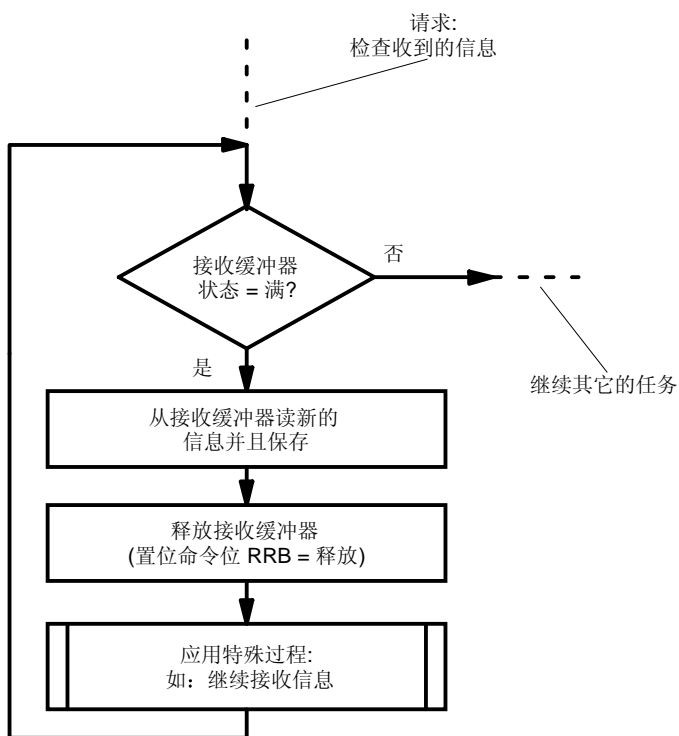 请求:
检查收到的信息
接收缓冲器
状态 = 满?
否
是
继续其它的任务
从接收缓冲器读新的
信息并且保存
释放接收缓冲器
(置位命令位 RRB = 释放)
应用特殊过程:
如：继续接收信息